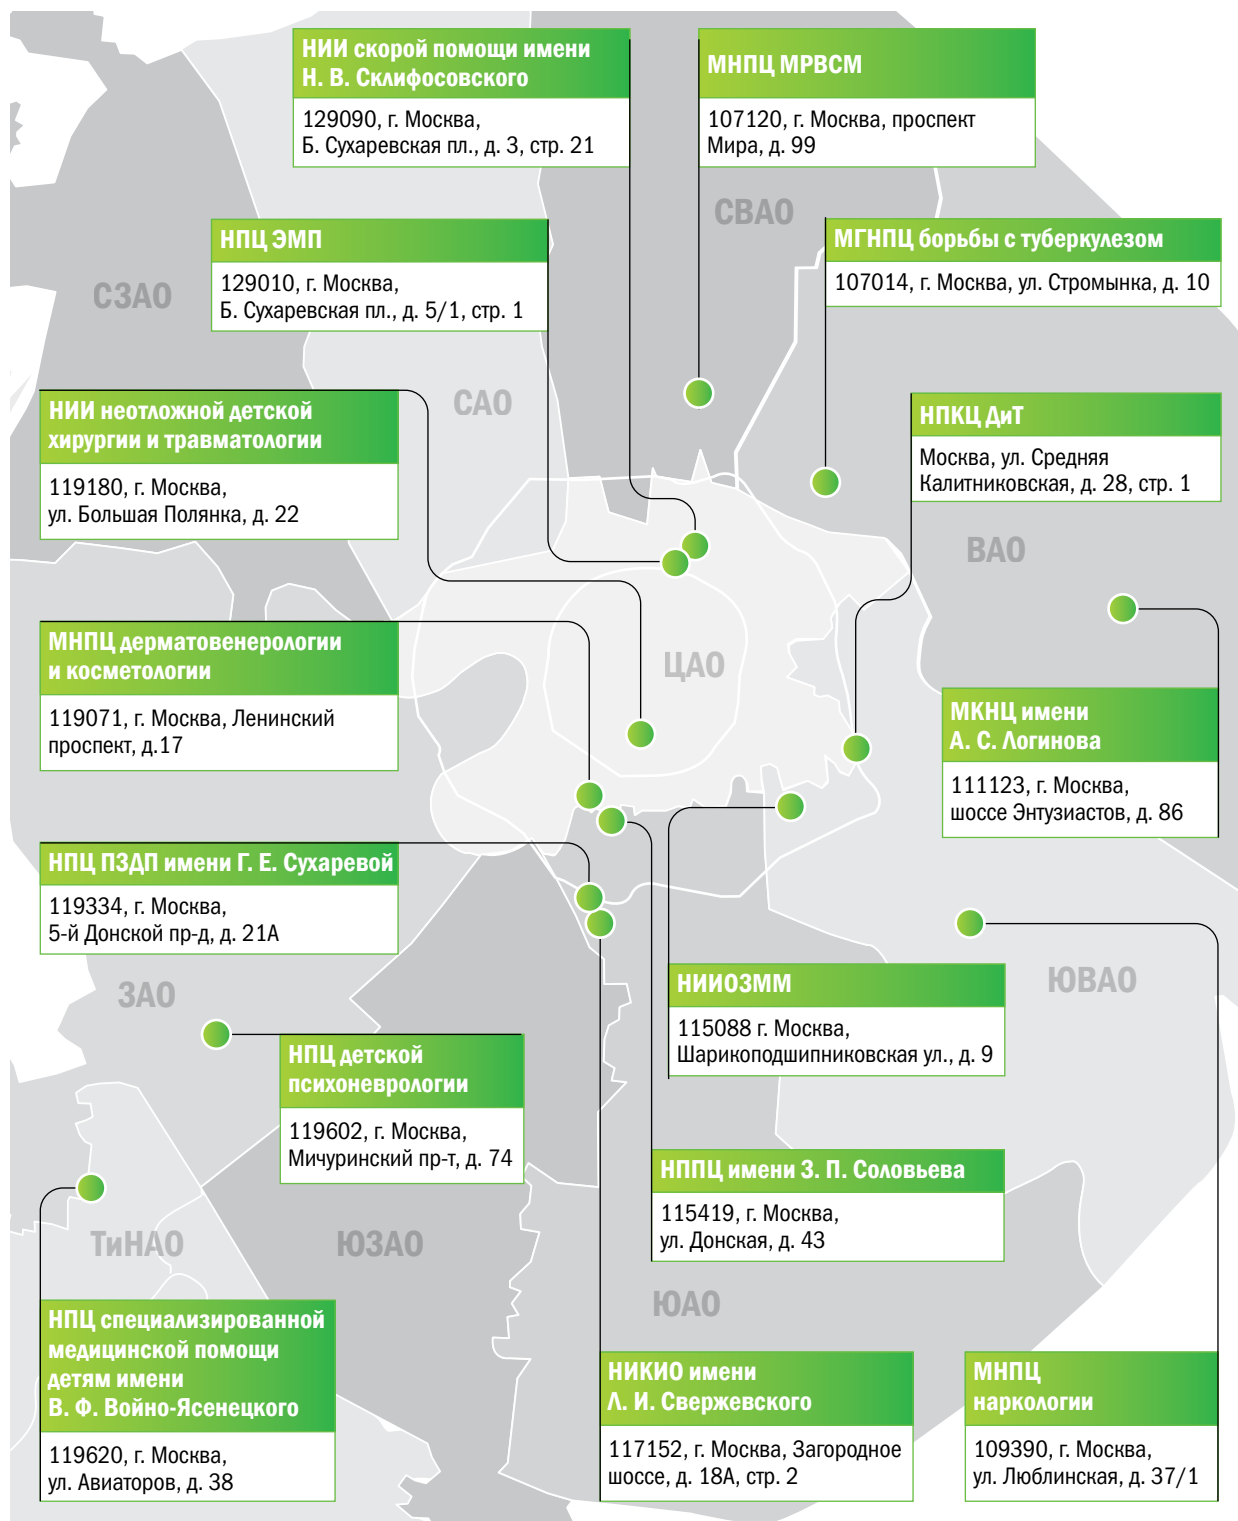 НИИ скорой помощи имени
Н. В. Склифосовского
129090, г. Москва,
Б. Сухаревская пл., д. 3, стр. 21
МНПЦ МРВСМ
107120, г. Москва, проспект
Мира, д. 99
СВАО
НПЦ ЭМП
129010, г. Москва,
Б. Сухаревская пл., д. 5/1, стр. 1
МГНПЦ борьбы с туберкулезом
107014, г. Москва, ул. Стромынка, д. 10
СЗАО
САО
НИИ неотложной детской
хирургии и травматологии
119180, г. Москва,
ул. Большая Полянка, д. 22
НПКЦ ДиТ
Москва, ул. Средняя
Калитниковская, д. 28, стр. 1
ВАО
МНПЦ дерматовенерологии
и косметологии
119071, г. Москва, Ленинский
проспект, д.17
ЦАО
МКНЦ имени
А. С. Логинова
111123, г. Москва,
шоссе Энтузиастов, д. 86
НПЦ ПЗДП имени Г. Е. Сухаревой
119334, г. Москва,
5-й Донской пр-д, д. 21А
ЗАО
НИИОЗММ
115088 г. Москва,
Шарикоподшипниковская ул., д. 9
ЮВАО
НПЦ детской
психоневрологии
119602, г. Москва,
Мичуринский пр-т, д. 74
НППЦ имени З. П. Соловьева
115419, г. Москва,
ул. Донская, д. 43
ТиНАО
ЮЗАО
ЮАО
НПЦ специализированной
медицинской помощи
детям имени
В. Ф. Войно-Ясенецкого
119620, г. Москва,
ул. Авиаторов, д. 38
НИКИО имени
Л. И. Свержевского
117152, г. Москва, Загородное
шоссе, д. 18А, стр. 2
МНПЦ
наркологии
109390, г. Москва,
ул. Люблинская, д. 37/1